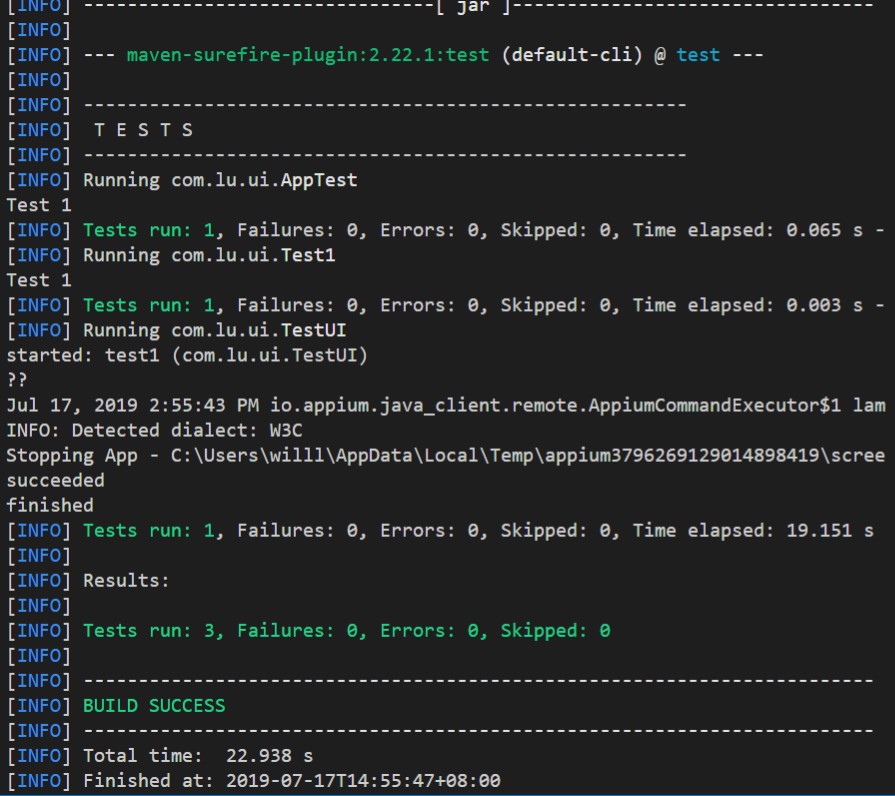 [INFO] --------------------------------[ jar ]---------------------------------
[INFO]
[INFO] --- maven-surefire-plugin:2.22.1:test (default-cli) @ test ---
[INFO]
[INFO] -------------------------------------------------------
[INFO]  T E S T S
[INFO] -------------------------------------------------------
[INFO] Running com.lu.ui.AppTest
Test 1
[INFO] Tests run: 1, Failures: 0, Errors: 0, Skipped: 0, Time elapsed: 0.065 s -
[INFO] Running com.lu.ui.Test1
Test 1
[INFO] Tests run: 1, Failures: 0, Errors: 0, Skipped: 0, Time elapsed: 0.003 s -
[INFO] Running com.lu.ui.TestUI
started: test1 (com.lu.ui.TestUI)
??
Jul 17, 2019 2:55:43 PM io.appium.java_client.remote.AppiumCommandExecutor$1 lam
INFO: Detected dialect: W3C
Stopping App - C:\Users\willl\AppData\Local\Temp\appium3796269129014898419\scree
succeeded
finished
[INFO] Tests run: 1, Failures: 0, Errors: 0, Skipped: 0, Time elapsed: 19.151 s
[INFO]
[INFO] Results:
[INFO]
[INFO] Tests run: 3, Failures: 0, Errors: 0, Skipped: 0
[INFO]
[INFO] ------------------------------------------------------------------------
[INFO] BUILD SUCCESS
[INFO] ------------------------------------------------------------------------
[INFO] Total time:  22.938 s
[INFO] Finished at: 2019-07-17T14:55:47+08:00